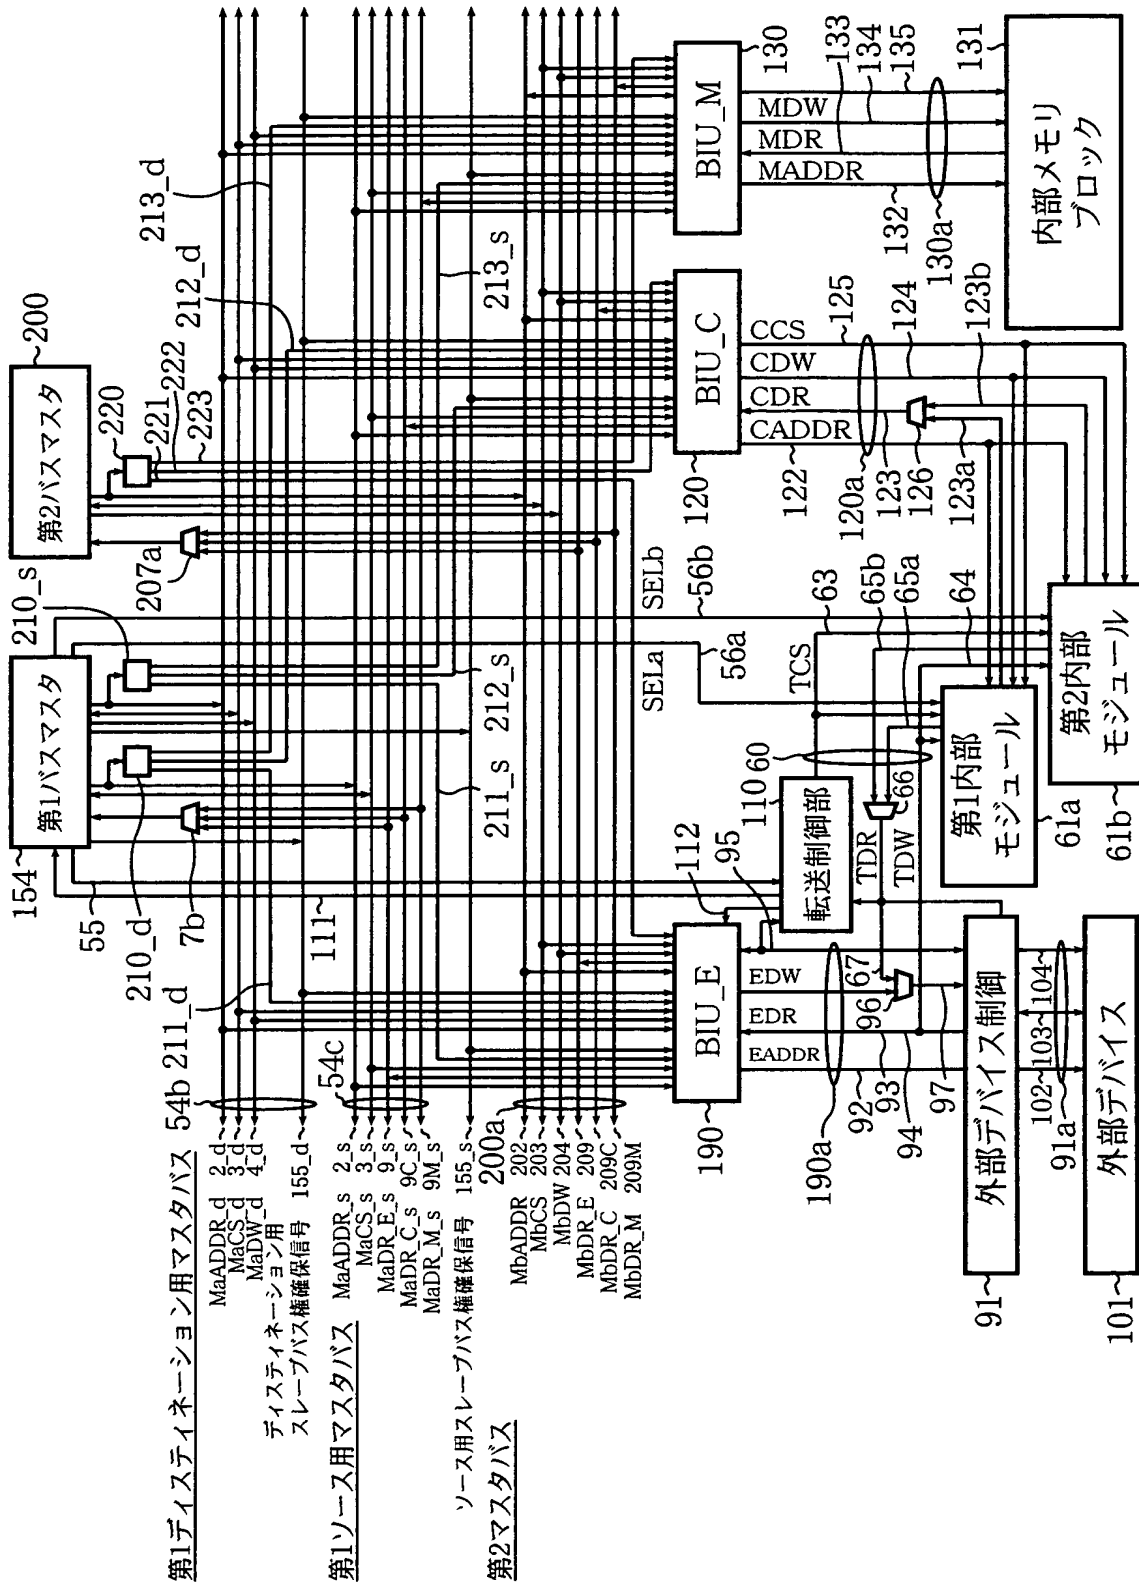 第1ディスティネーション用マスタバス
54b
MaADDR_d 2_d
MaCS_d 3_d
MaDW_d 4_d
ディスティネーション用
スレーブバス権確保信号 155_d
第1ソース用マスタバス
54c
MaADDR_s 2_s
MaCS_s 3_s
MaDR_E_s 9_s
MaDR_C_s 9C_s
MaDR_M_s 9M_s
ソース用スレーブバス権確保信号 155_s
第2マスタバス
200a
MbADDR 202
MbCS 203
MbDW 204
MbDR_E 209
MbDR_C 209C
MbDR_M 209M
154
第1バスマスタ
55
111
210_d
7b
211_d
210_s
第2バスマスタ
200
207a
220
221
222
223
212_d
213_d
211_s
212_s
213_s
SELa
56a
SELb
56b
BIU_E
190
EDW
EDR
EADDR
190a
92
93
94
95
96
97
67
112
110
転送制御部
60
TCS
63
65b
65a
64
66
TDR
TDW
第1内部
モジュール
61a
第2内部
モジュール
61b
BIU_C
120
CCS
CDW
CDR
CADDR
120a
122
123
124
125
126
123a
123b
BIU_M
130
MDW
MDR
MADDR
130a
132
133
134
135
内部メモリ
ブロック
131
外部デバイス制御
91
102
103
104
91a
外部デバイス
101